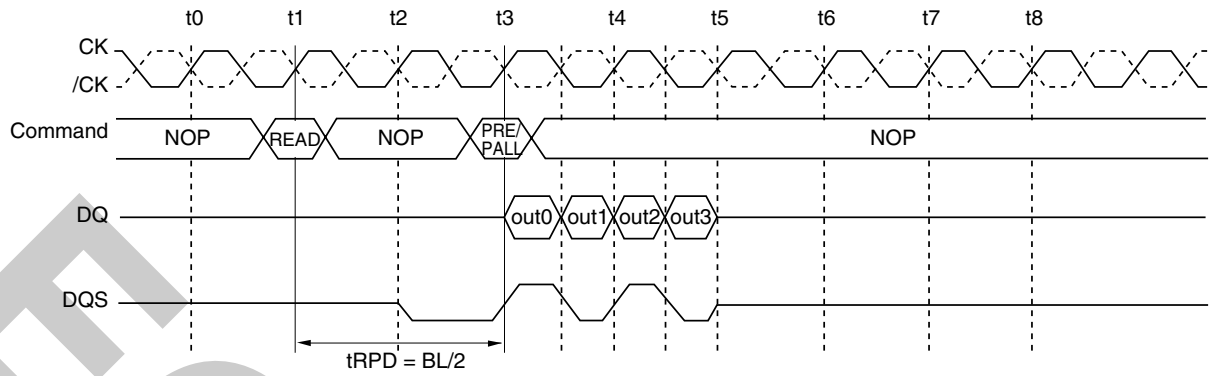 t0 t1 t2 t3 t4 t5 t6 t7 t8
CK
/CK
Command NOP READ NOP PRE/ PALL NOP
DQ out0 out1 out2 out3
DQS
tRPD = BL/2